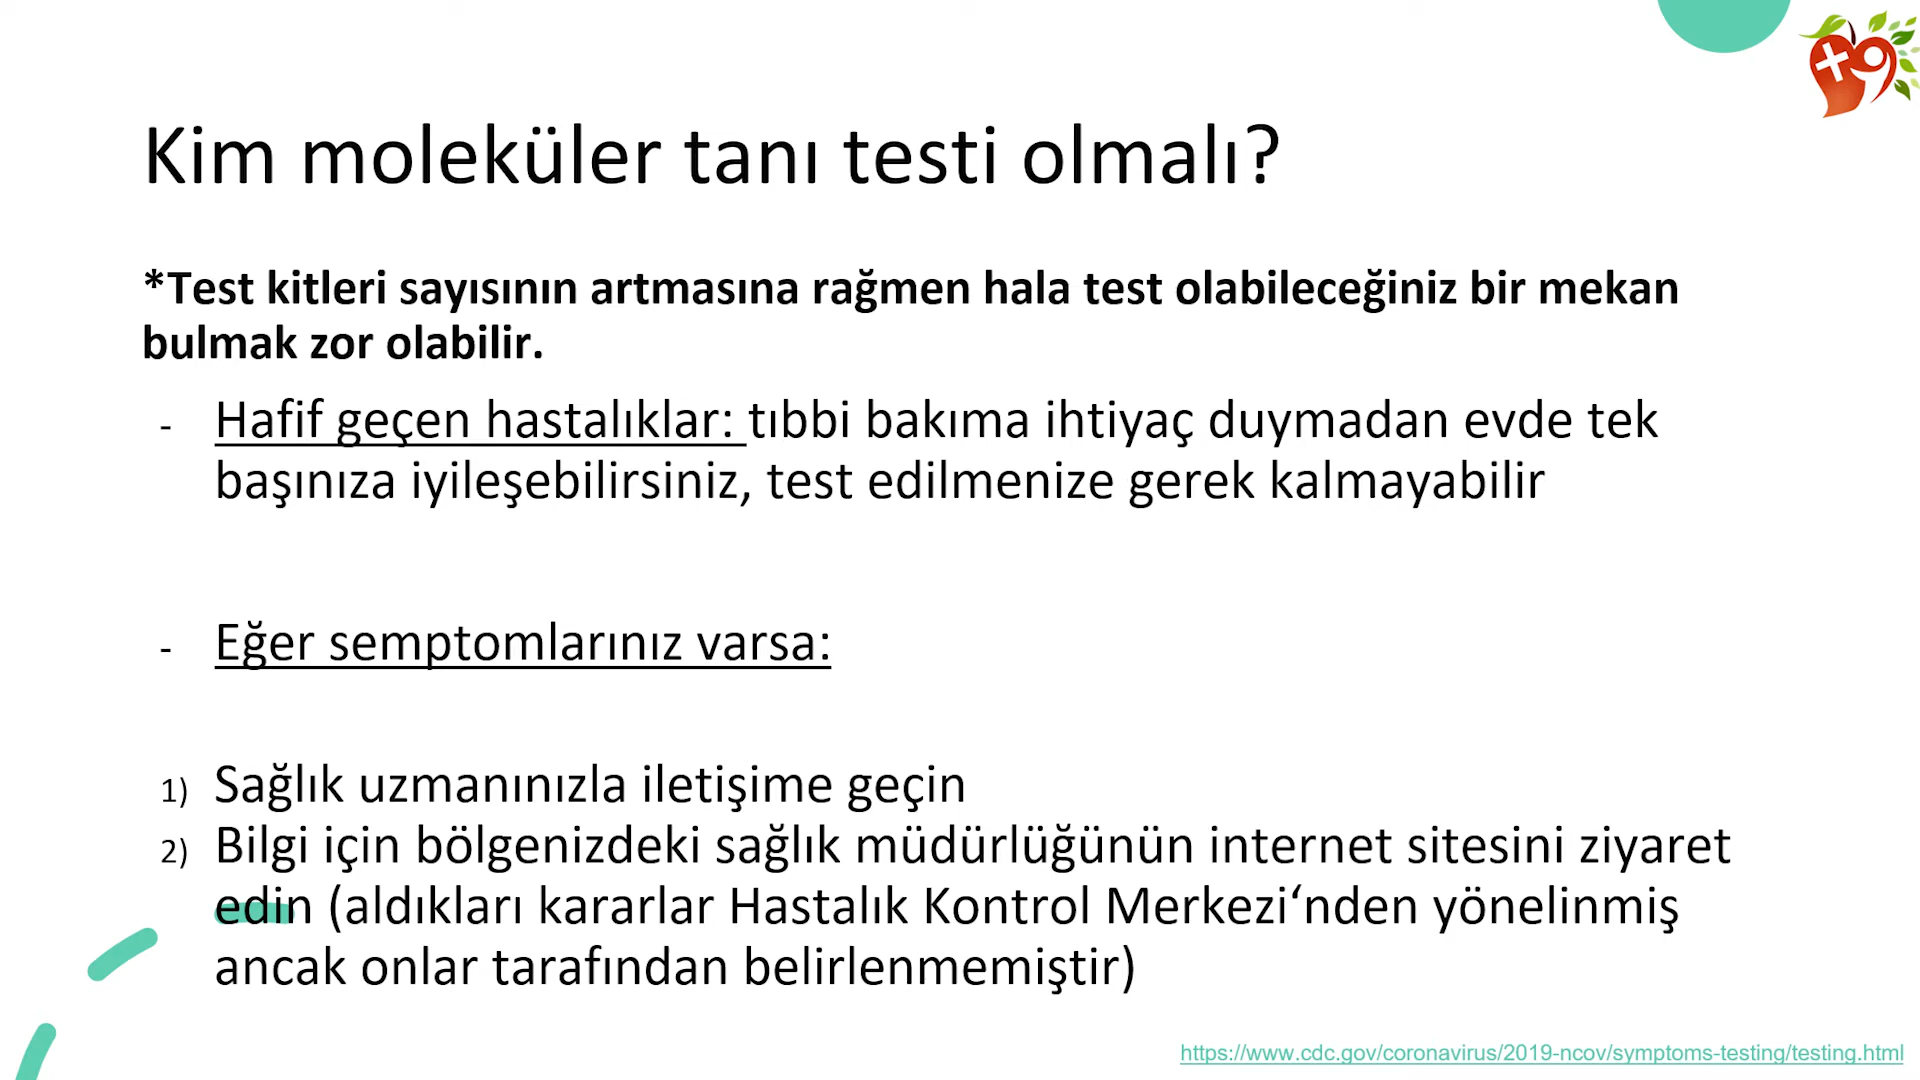 Kim moleküler tanı testi olmalı?
*Test kitleri sayısının artmasına rağmen hala test olabileceğiniz bir mekan
bulmak zor olabilir.
- Hafif geçen hastalıklar: tıbbi bakıma ihtiyaç duymadan evde tek
başınıza iyileşebilirsiniz, test edilmenize gerek kalmayabilir
- Eğer semptomlarınız varsa:
1) Sağlık uzmanınızla iletişime geçin
2) Bilgi için bölgenizdeki sağlık müdürlüğünün internet sitesini ziyaret
edin (aldıkları kararlar Hastalık Kontrol Merkezi‘nden yönelinmiş
ancak onlar tarafından belirlenmemiştir)
https://www.cdc.gov/coronavirus/2019-ncov/symptoms-testing/testing.html